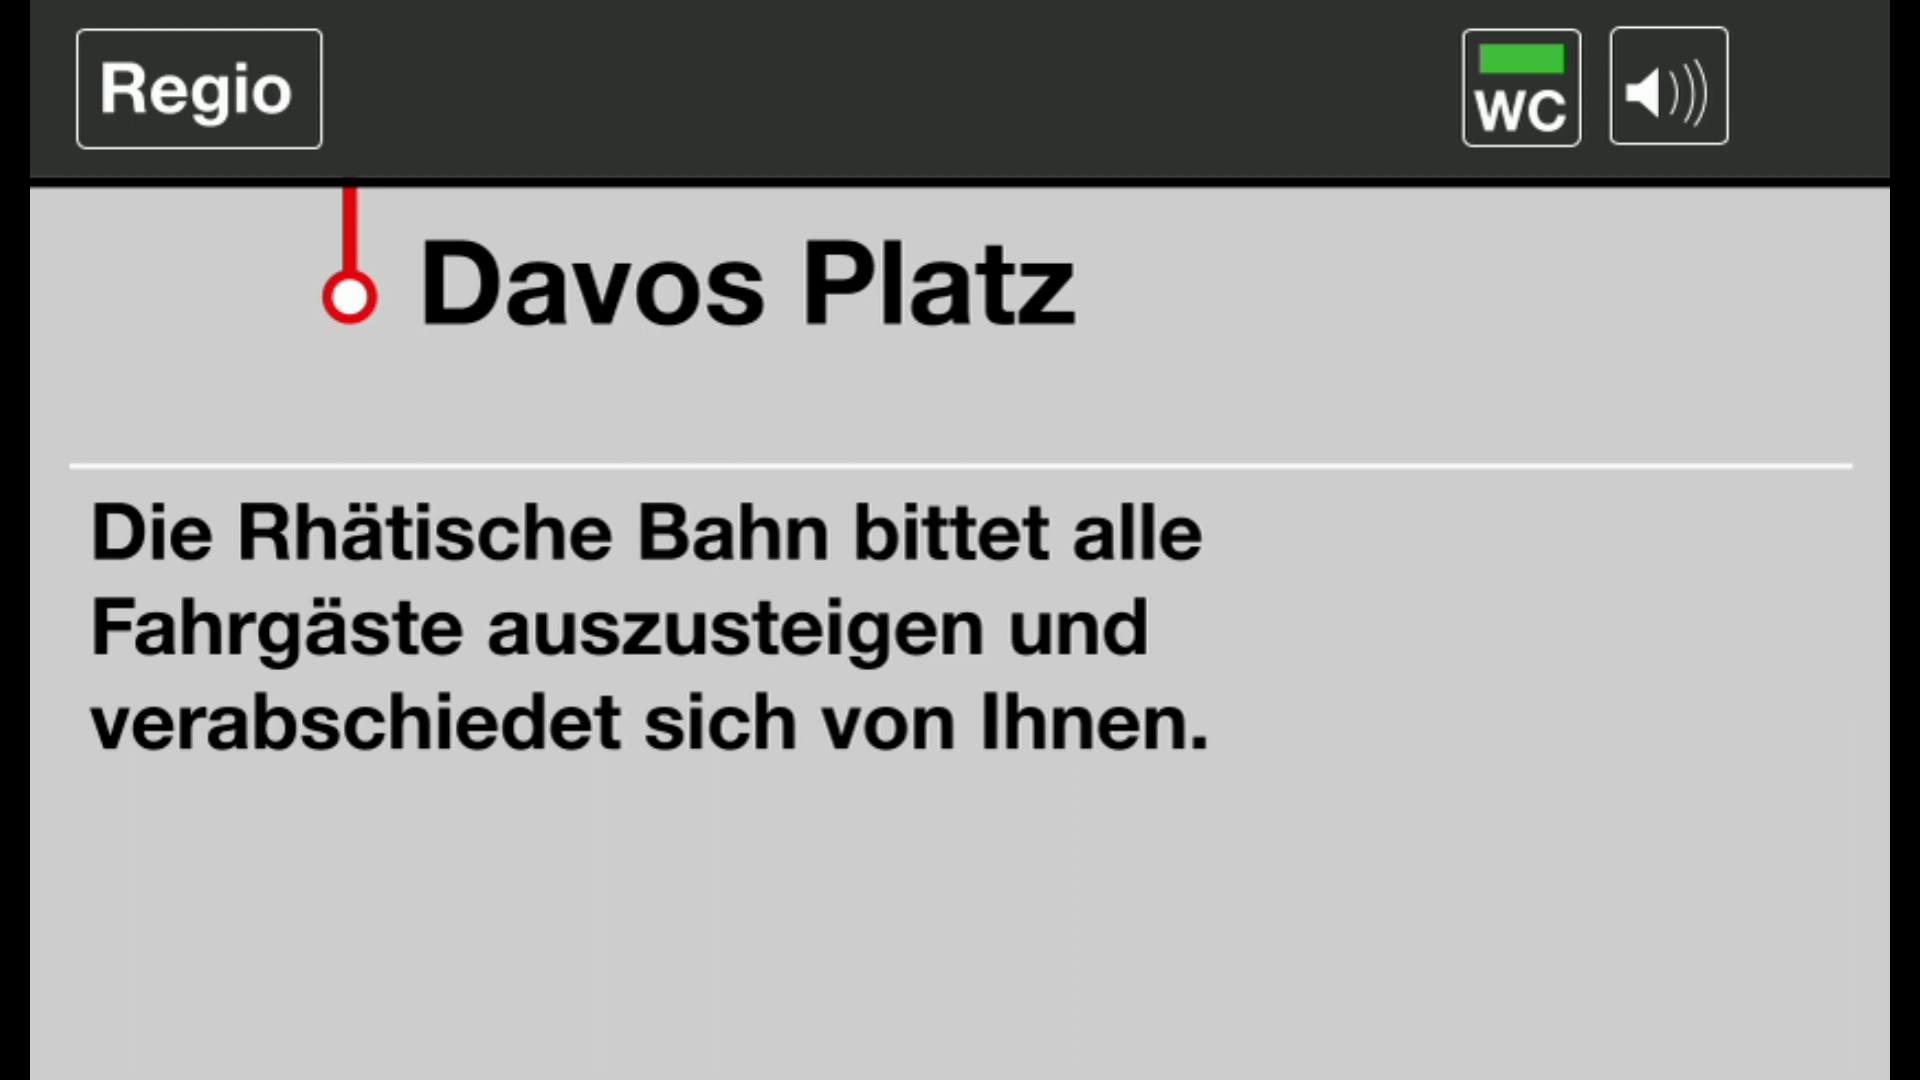 Regio
WC
Davos Platz
Die Rhätische Bahn bittet alle
Fahrgäste auszusteigen und
verabschiedet sich von Ihnen.